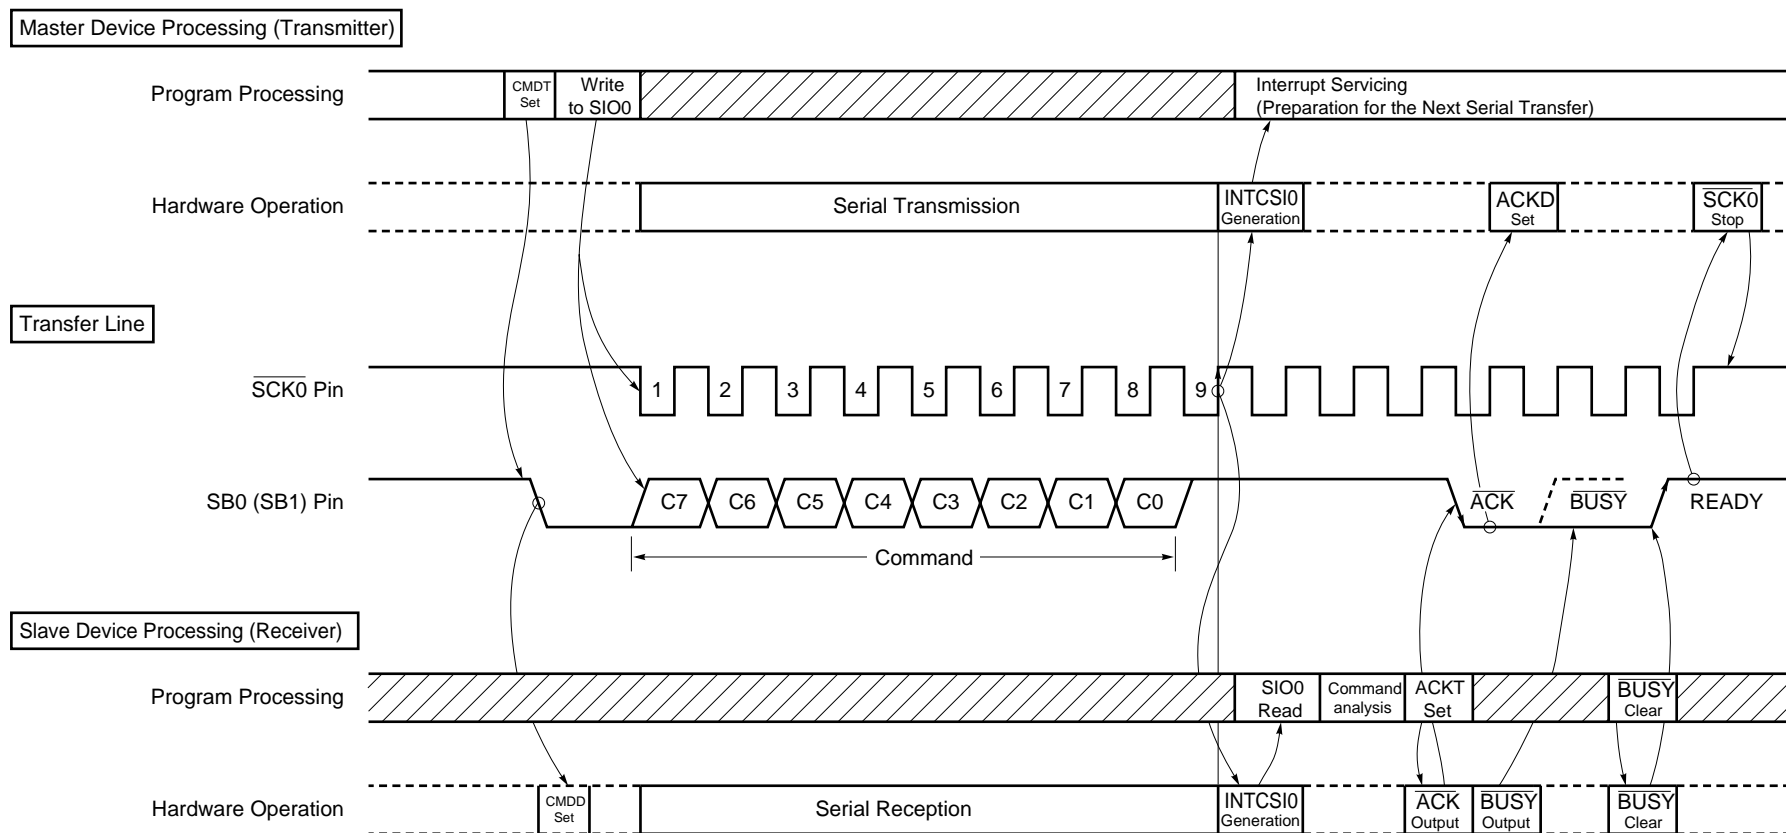 Master Device Processing (Transmitter)
Program Processing
CMDT
Set
Write
to SIO0
Interrupt Servicing
(Preparation for the Next Serial Transfer)
Hardware Operation
Serial Transmission
INTCSI0
Generation
ACKD
Set
SCK0
Stop
Transfer Line
SCK0 Pin
1 2 3 4 5 6 7 8 9
SB0 (SB1) Pin
C7 C6 C5 C4 C3 C2 C1 C0
ACK
BUSY
READY
Command
Slave Device Processing (Receiver)
Program Processing
SIO0
Read
Command
analysis
ACKT
Set
BUSY
Clear
Hardware Operation
CMDD
Set
Serial Reception
INTCSI0
Generation
ACK
Output
BUSY
Output
BUSY
Clear